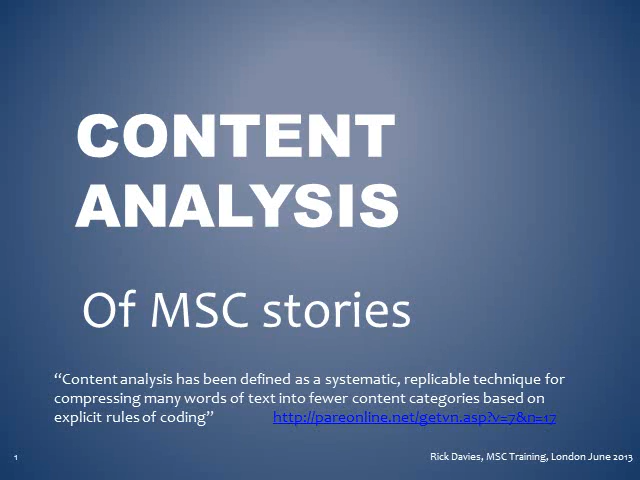 CONTENT
ANALYSIS
Of MSC stories
“Content analysis has been defined as a systematic, replicable technique for
compressing many words of text into fewer content categories based on
explicit rules of coding” http://pareonline.net/getvn.asp?v=7&n=17
1 Rick Davies, MSC Training, London June 2013